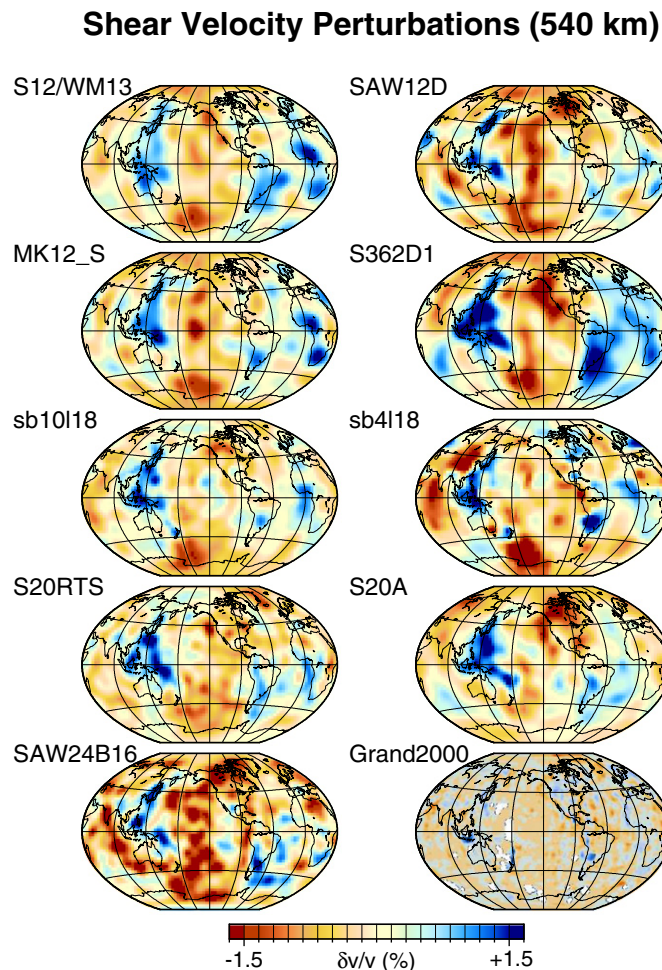 Shear Velocity Perturbations (540 km)
S12/WM13
SAW12D
MK12_S
S362D1
sb10l18
sb4l18
S20RTS
S20A
SAW24B16
Grand2000
-1.5 δv/v (%) +1.5